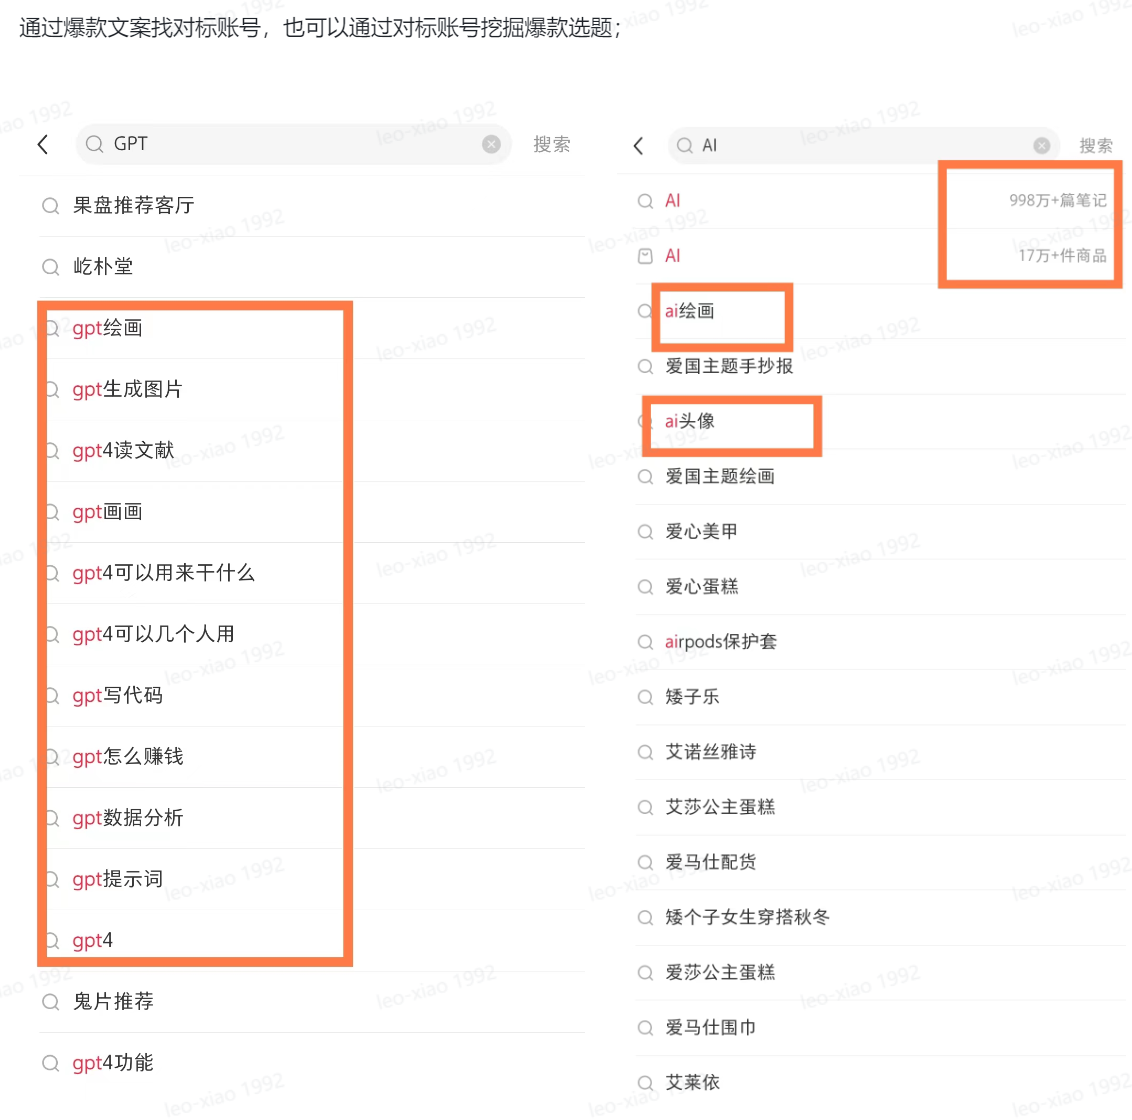 通过爆款文案找对标账号，也可以通过对标账号挖掘爆款选题；
GPT
搜索
果盘推荐客厅
屹朴堂
gpt绘画
gpt生成图片
gpt4读文献
gpt画画
gpt4可以用来干什么
gpt4可以几个人用
gpt写代码
gpt怎么赚钱
gpt数据分析
gpt提示词
gpt4
鬼片推荐
gpt4功能
AI
搜索
AI 998万+篇笔记
AI 17万+件商品
ai绘画
爱国主题手抄报
ai头像
爱国主题绘画
爱心美甲
爱心蛋糕
airpods保护套
矮子乐
艾诺丝雅诗
艾莎公主蛋糕
爱马仕配货
矮个子女生穿搭秋冬
爱莎公主蛋糕
爱马仕围巾
艾莱依
leo-xiao 1992